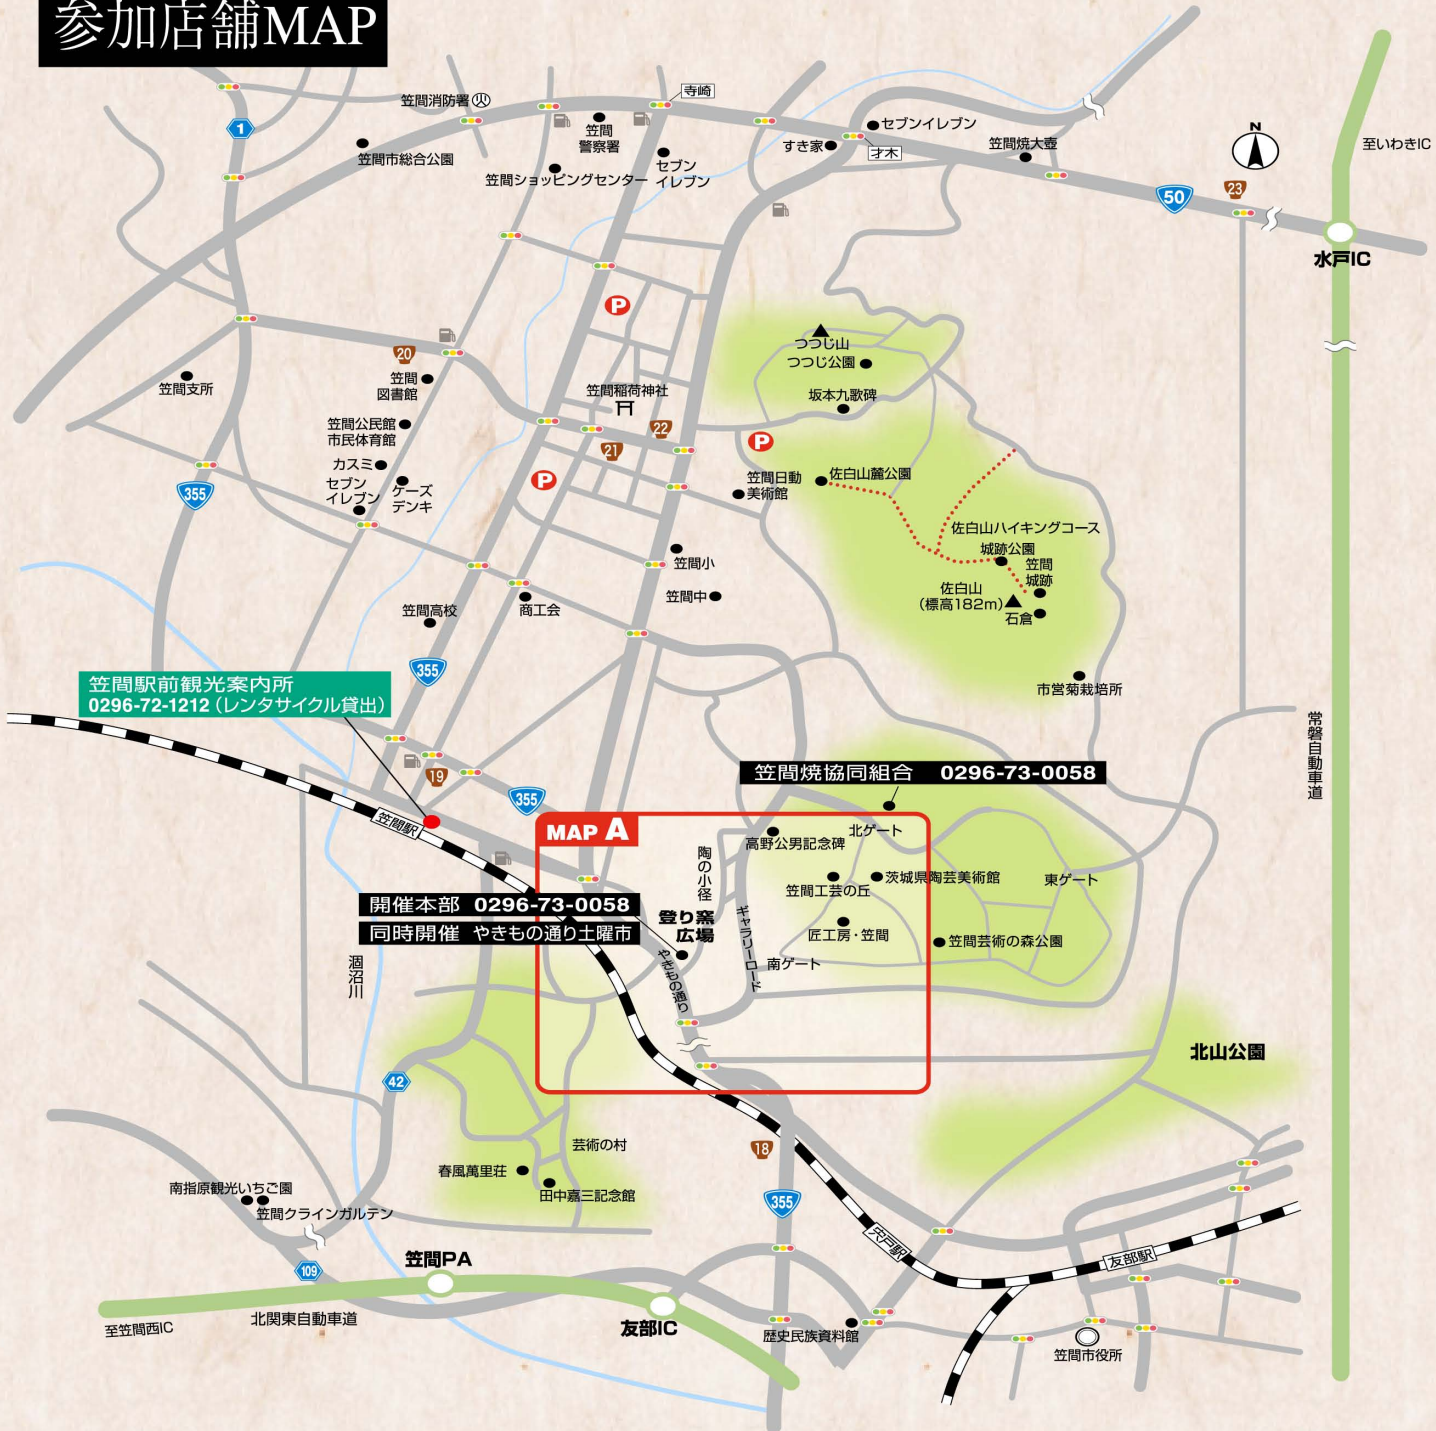 参加店舗MAP
笠間消防署
寺崎
1
笠間
警察署
セブンイレブン
すき家
才木
笠間焼大壺
笠間市総合公園
笠間ショッピングセンター
セブン
イレブン
N
至いわきIC
50
23
水戸IC
P
つつじ山
つつじ公園
20
笠間
図書館
笠間支所
笠間稲荷神社
坂本九歌碑
笠間公民館
市民体育館
22
21
P
カスミ
セブン
イレブン
ケーズ
デンキ
P
笠間日動
美術館
佐白山麓公園
355
佐白山ハイキングコース
城跡公園
笠間
城跡
笠間小
佐白山
(標高182m)
石倉
笠間中
笠間高校
商工会
355
市営菊栽培所
笠間駅前観光案内所
0296-72-1212(レンタサイクル貸出)
常磐自動車道
笠間焼協同組合 0296-73-0058
19
355
笠間駅
MAP A
高野公男記念碑
北ゲート
陶の小径
笠間工芸の丘
茨城県陶芸美術館
東ゲート
開催本部 0296-73-0058
同時開催 やきもの通り土曜市
登り窯
広場
ギャラリーロード
匠工房・笠間
笠間芸術の森公園
やきもの通り
南ゲート
涸沼川
北山公園
42
芸術の村
18
春風萬里荘
田中嘉三記念館
南指原観光いちご園
笠間クラインガルテン
355
宍戸駅
友部駅
109
笠間PA
北関東自動車道
至笠間西IC
友部IC
歴史民族資料館
笠間市役所